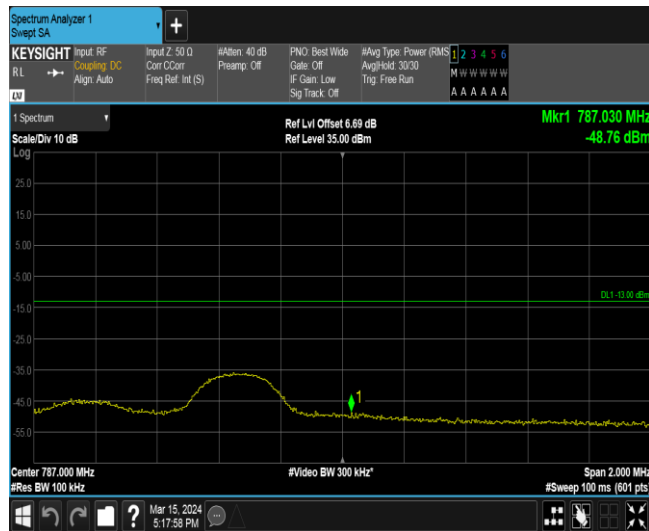 Spectrum Analyzer 1
Swept SA
+
KEYSIGHT
RL
LXI
Input: RF
Coupling: DC
Align: Auto
Input Z: 50 Ω
Corr CCorr
Freq Ref: Int (S)
#Atten: 40 dB
Preamp: Off
PNO: Best Wide
Gate: Off
IF Gain: Low
Sig Track: Off
#Avg Type: Power (RMS
Avg|Hold: 30/30
Trig: Free Run
1 2 3 4 5 6
M W W W W W
A A A A A A
1 Spectrum
Scale/Div 10 dB
Log
Ref Lvl Offset 6.69 dB
Ref Level 35.00 dBm
Mkr1 787.030 MHz
-48.76 dBm
25.0
15.0
5.00
-5.00
DL1 -13.00 dBm
-15.0
-25.0
-35.0
-45.0
1
-55.0
Center 787.000 MHz
#Video BW 300 kHz*
Span 2.000 MHz
#Res BW 100 kHz
#Sweep 100 ms (601 pts)
?
Mar 15, 2024
5:17:58 PM